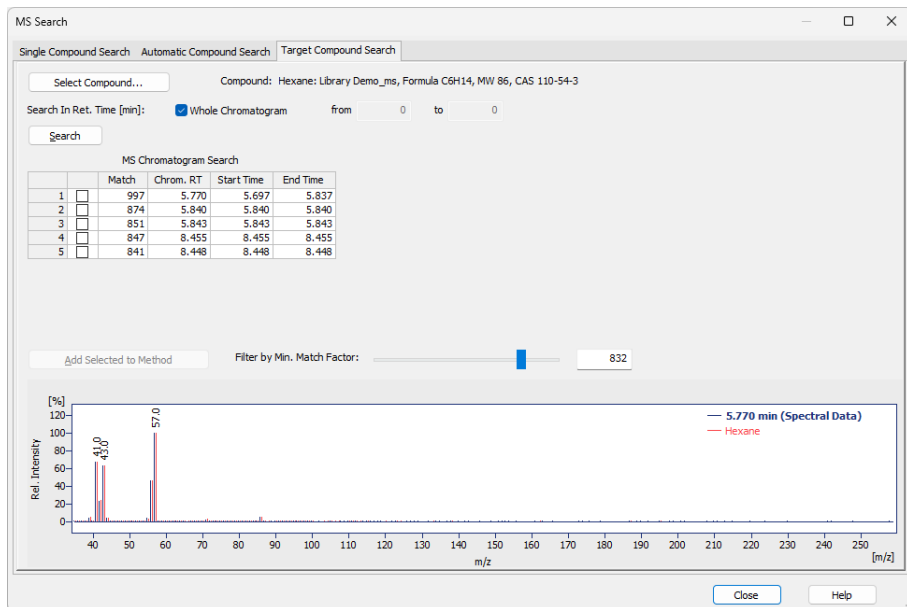 MS Search
Single Compound Search Automatic Compound Search Target Compound Search
Select Compound... Compound: Hexane: Library Demo_ms, Formula C6H14, MW 86, CAS 110-54-3
Search In Ret. Time [min]: Whole Chromatogram from 0 to 0
Search
MS Chromatogram Search
Match Chrom. RT Start Time End Time
1 997 5.770 5.697 5.837
2 874 5.840 5.840 5.840
3 851 5.843 5.843 5.843
4 847 8.455 8.455 8.455
5 841 8.448 8.448 8.448
Add Selected to Method Filter by Min. Match Factor: 832
[%]
120
100
80
60
40
20
0
Rel. Intensity
41.0
43.0
57.0
5.770 min (Spectral Data)
Hexane
40 50 60 70 80 90 100 110 120 130 140 150 160 170 180 190 200 210 220 230 240 250
m/z [m/z]
Close Help